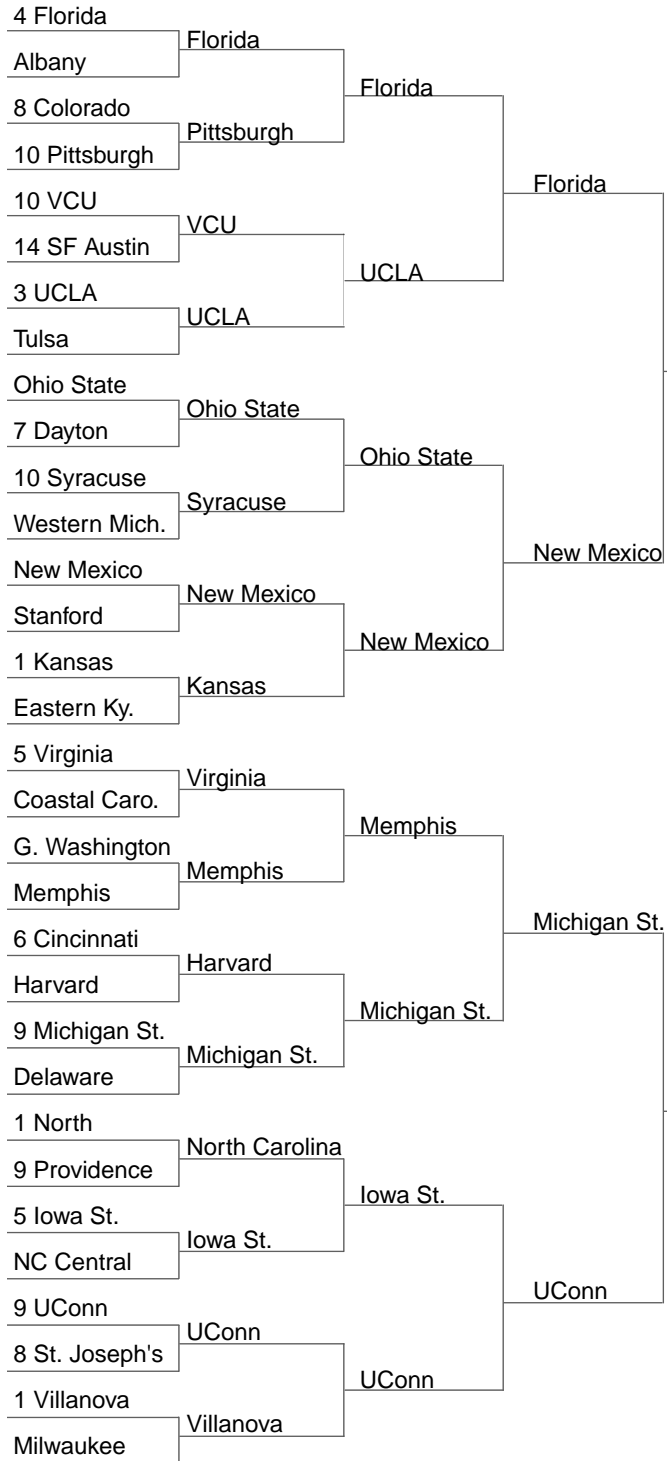 4 Florida
Albany
8 Colorado
10 Pittsburgh
10 VCU
14 SF Austin
3 UCLA
Tulsa
Ohio State
7 Dayton
10 Syracuse
Western Mich.
New Mexico
Stanford
1 Kansas
Eastern Ky.
5 Virginia
Coastal Caro.
G. Washington
Memphis
6 Cincinnati
Harvard
9 Michigan St.
Delaware
1 North
9 Providence
5 Iowa St.
NC Central
9 UConn
8 St. Joseph's
1 Villanova
Milwaukee
Florida
Pittsburgh
VCU
UCLA
Ohio State
Syracuse
New Mexico
Kansas
Virginia
Memphis
Harvard
Michigan St.
North Carolina
Iowa St.
UConn
Villanova
Florida
UCLA
Ohio State
New Mexico
Memphis
Michigan St.
Iowa St.
UConn
Florida
New Mexico
Michigan St.
UConn